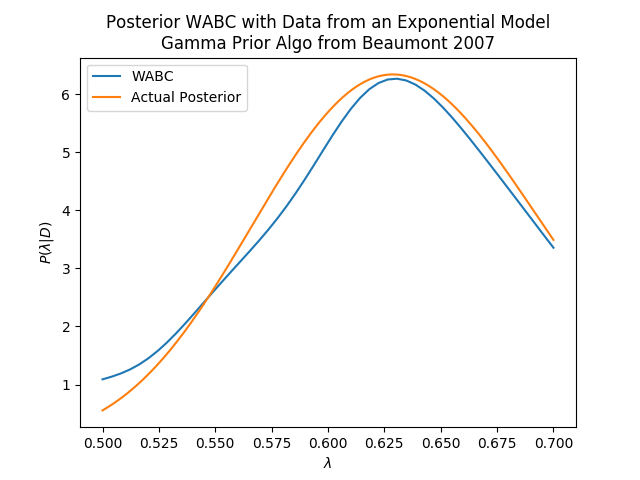 Posterior WABC with Data from an Exponential Model
Gamma Prior Algo from Beaumont 2007
WABC
Actual Posterior
P(λ|D)
6
5
4
3
2
1
0.500 0.525 0.550 0.575 0.600 0.625 0.650 0.675 0.700
λ